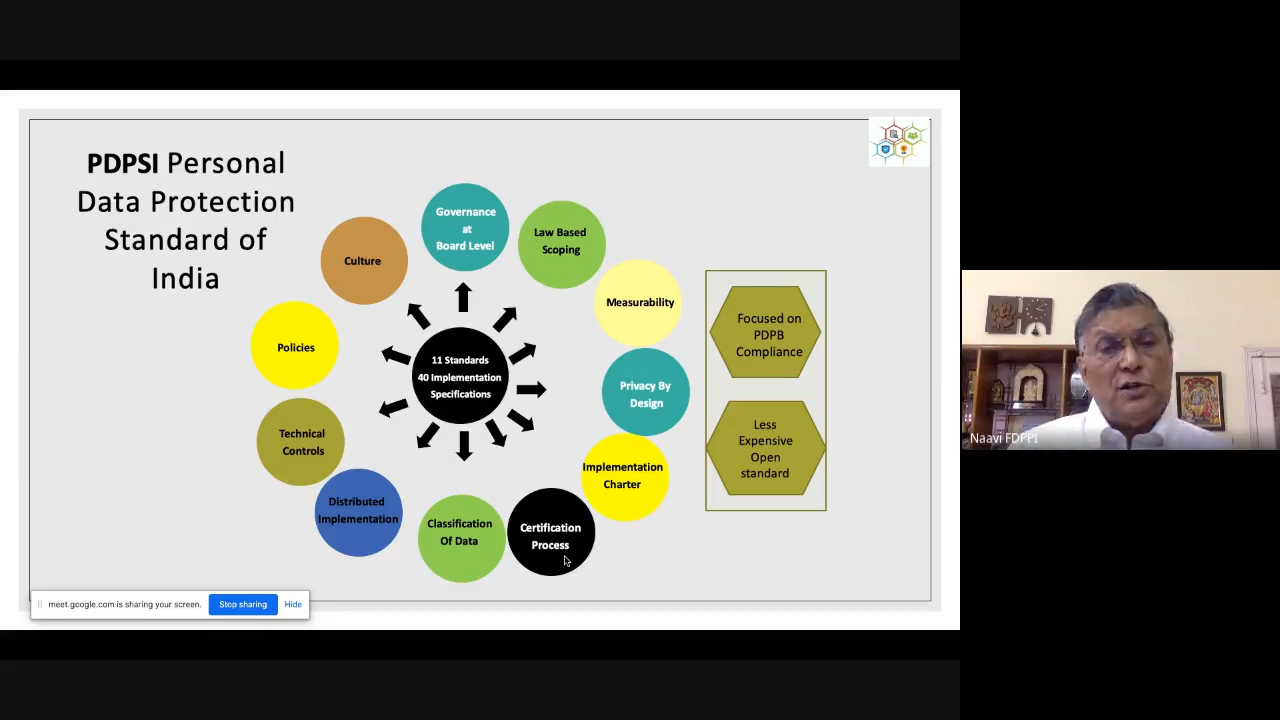 PDPSI Personal
Data Protection
Standard of
India
Governance
at
Board Level
Law Based
Scoping
Measurability
Privacy By
Design
Implementation
Charter
Certification
Process
Classification
Of Data
Distributed
Implementation
Technical
Controls
Policies
Culture
11 Standards
40 Implementation
Specifications
Focused on
PDPB
Compliance
Less
Expensive
Open
standard
meet.google.com is sharing your screen.
Stop sharing
Hide
Naavi FDPPI